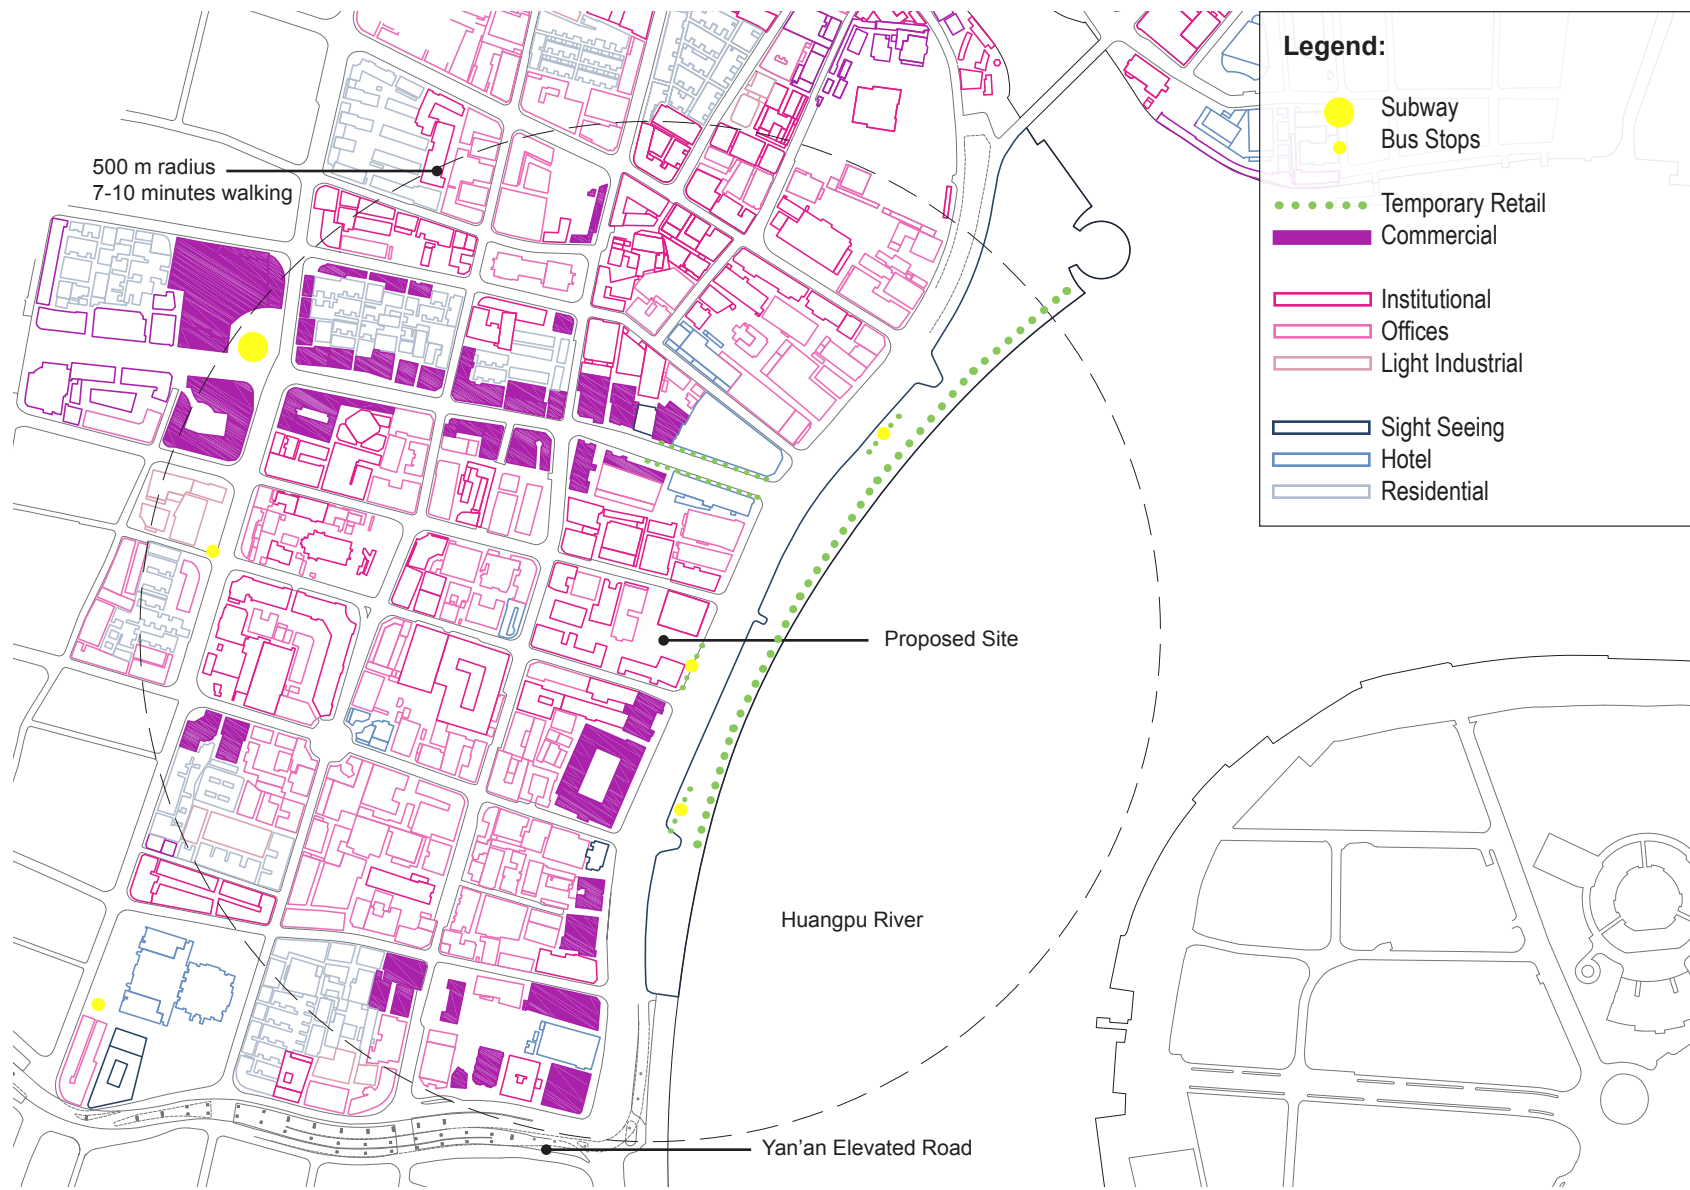 Legend:
Subway
Bus Stops
Temporary Retail
Commercial
Institutional
Offices
Light Industrial
Sight Seeing
Hotel
Residential
500 m radius
7-10 minutes walking
Proposed Site
Huangpu River
Yan'an Elevated Road